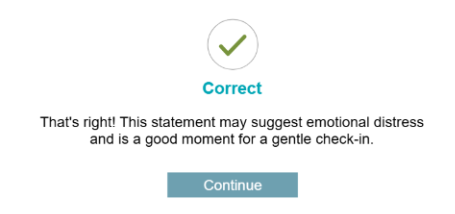 Correct
That's right! This statement may suggest emotional distress
and is a good moment for a gentle check-in.
Continue